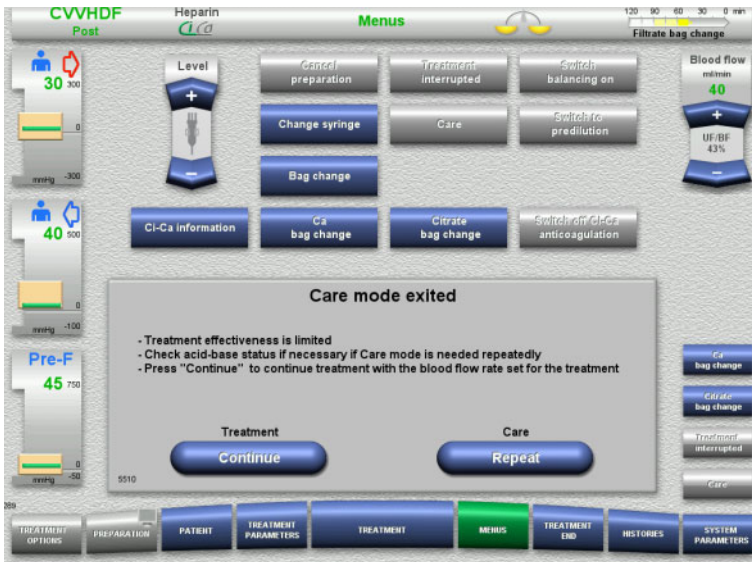 CVVHDF
Post
Heparin
Ci Ca
Menus
120 90 60 30 0 min
Filtrate bag change
30
300
0
mmHg -300
40
500
0
mmHg -100
Pre-F
45
750
0
mmHg -50
Level
+
−
Cancel
preparation
Treatment
interrupted
Switch
balancing on
Change syringe
Care
Switch to
predilution
Bag change
Ci-Ca information
Ca
bag change
Citrate
bag change
Switch off Ci-Ca
anticoagulation
Blood flow
ml/min
40
+
UF/BF
43%
−
Care mode exited
- Treatment effectiveness is limited
- Check acid-base status if necessary if Care mode is needed repeatedly
- Press "Continue" to continue treatment with the blood flow rate set for the treatment
Treatment
Continue
Care
Repeat
5510
Ca
bag change
Citrate
bag change
Treatment
interrupted
Care
TREATMENT
OPTIONS
PREPARATION
PATIENT
TREATMENT
PARAMETERS
TREATMENT
MENUS
TREATMENT
END
HISTORIES
SYSTEM
PARAMETERS